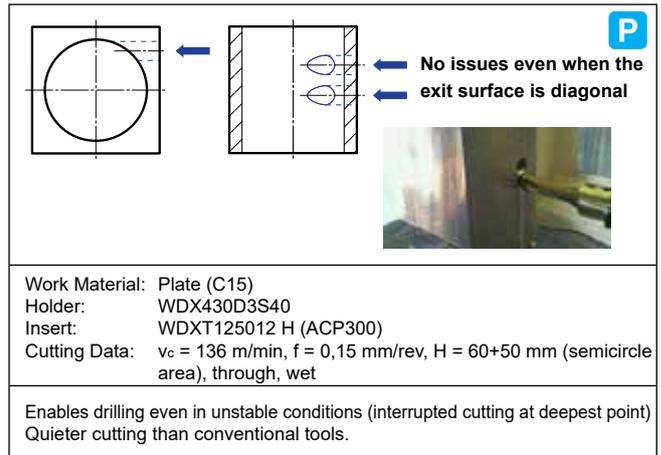 P
No issues even when the
exit surface is diagonal
Work Material: Plate (C15)
Holder: WDX430D3S40
Insert: WDXT125012 H (ACP300)
Cutting Data: vc = 136 m/min, f = 0,15 mm/rev, H = 60+50 mm (semicircle
area), through, wet
Enables drilling even in unstable conditions (interrupted cutting at deepest point)
Quieter cutting than conventional tools.